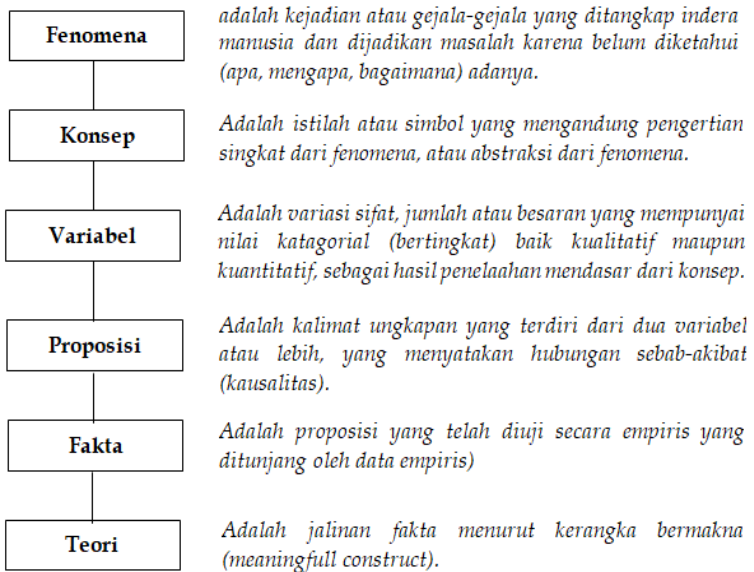 Fenomena
adalah kejadian atau gejala-gejala yang ditangkap indera
manusia dan dijadikan masalah karena belum diketahui
(apa, mengapa, bagaimana) adanya.
Konsep
Adalah istilah atau simbol yang mengandung pengertian
singkat dari fenomena, atau abstraksi dari fenomena.
Variabel
Adalah variasi sifat, jumlah atau besaran yang mempunyai
nilai katagorial (bertingkat) baik kualitatif maupun
kuantitatif, sebagai hasil penelaahan mendasar dari konsep.
Proposisi
Adalah kalimat ungkapan yang terdiri dari dua variabel
atau lebih, yang menyatakan hubungan sebab-akibat
(kausalitas).
Fakta
Adalah proposisi yang telah diuji secara empiris yang
ditunjang oleh data empiris)
Teori
Adalah jalinan fakta menurut kerangka bermakna
(meaningfull construct).